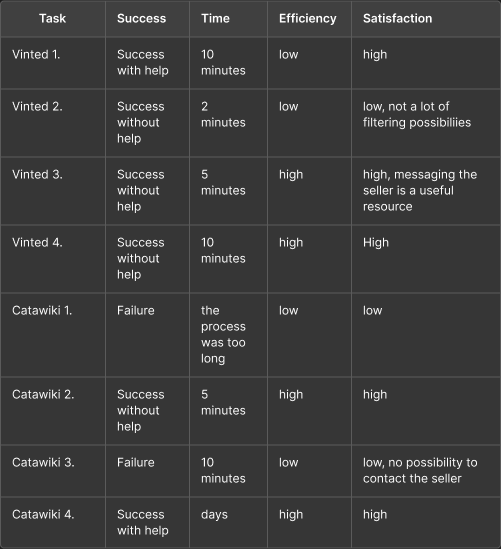 Task Success Time Efficiency Satisfaction
Vinted 1. Success 10 low high
with help minutes
Vinted 2. Success 2 low low, not a lot of
without minutes filtering possibiliies
help
Vinted 3. Success 5 high high, messaging the
without minutes seller is a useful
help resource
Vinted 4. Success 10 high High
without minutes
help
Catawiki 1. Failure the low low
process
was too
long
Catawiki 2. Success 5 high high
without minutes
help
Catawiki 3. Failure 10 low low, no possibility to
minutes contact the seller
Catawiki 4. Success days high high
with help